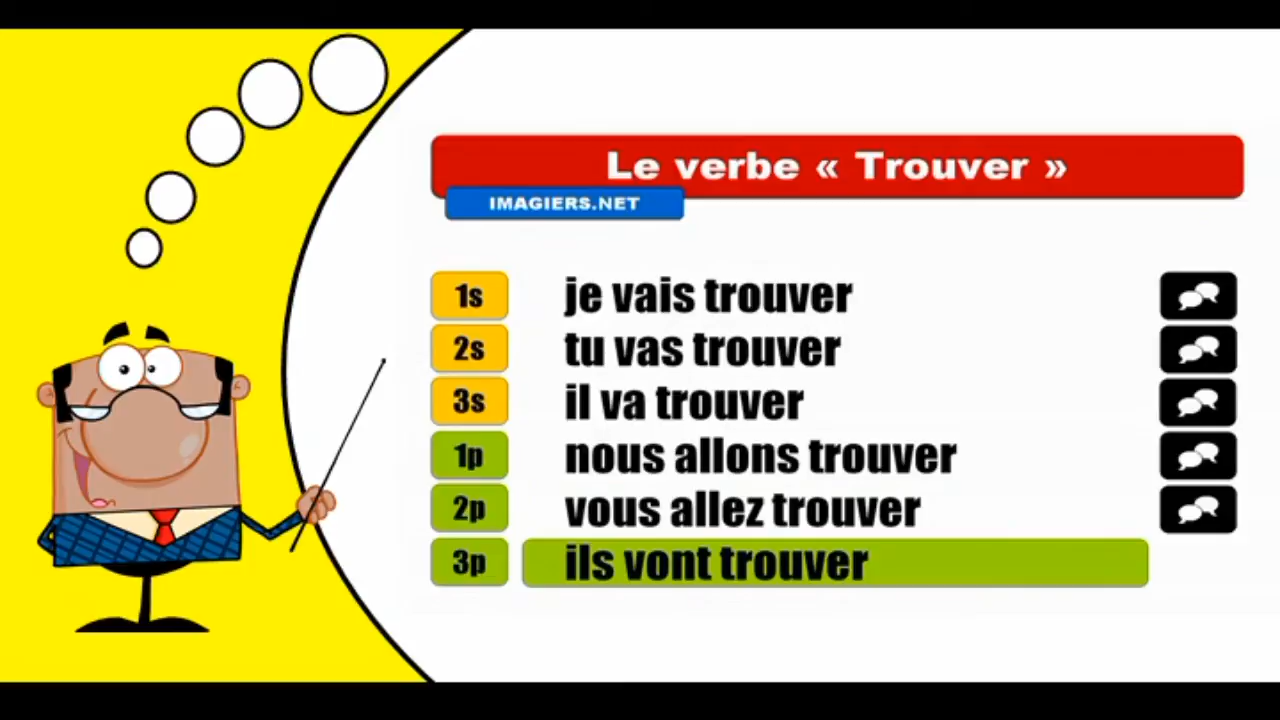 Le verbe « Trouver »
IMAGIERS.NET
1s je vais trouver
2s tu vas trouver
3s il va trouver
1p nous allons trouver
2p vous allez trouver
3p ils vont trouver